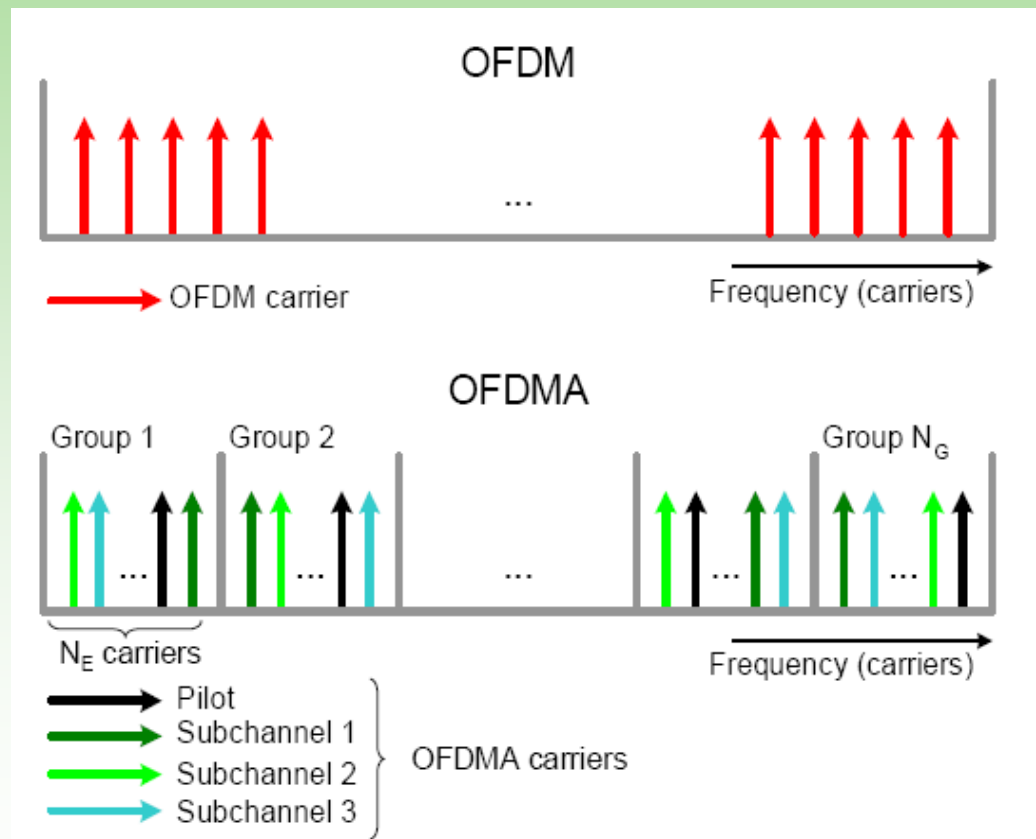 OFDM
...
OFDM carrier
Frequency (carriers)
OFDMA
Group 1
Group 2
Group N_G
...
...
...
...
...
N_E carriers
Frequency (carriers)
Pilot
Subchannel 1
Subchannel 2
Subchannel 3
OFDMA carriers